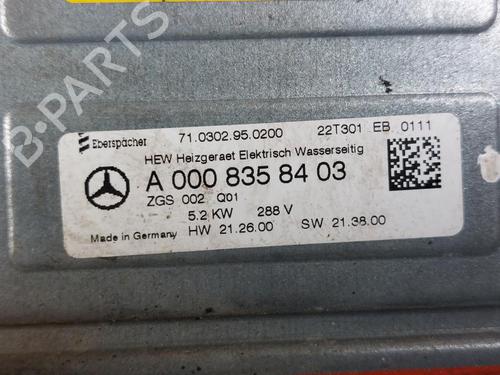 Eberspächer 71.0302.95.0200 22T301 EB 0111
HEW Heizgeraet Elektrisch Wasserseitig
A 000 835 84 03
ZGS 002 Q01
5.2 KW 288 V
Made in Germany HW 21.26.00 SW 21.38.00
B-PARTS